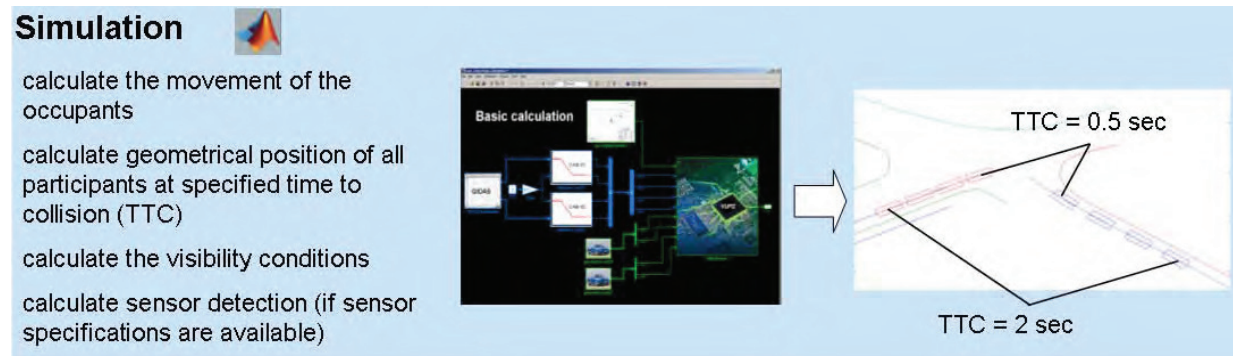 Simulation
calculate the movement of the
occupants
calculate geometrical position of all
participants at specified time to
collision (TTC)
calculate the visibility conditions
calculate sensor detection (if sensor
specifications are available)
Basic calculation
GIDAS
TTC = 0.5 sec
TTC = 2 sec